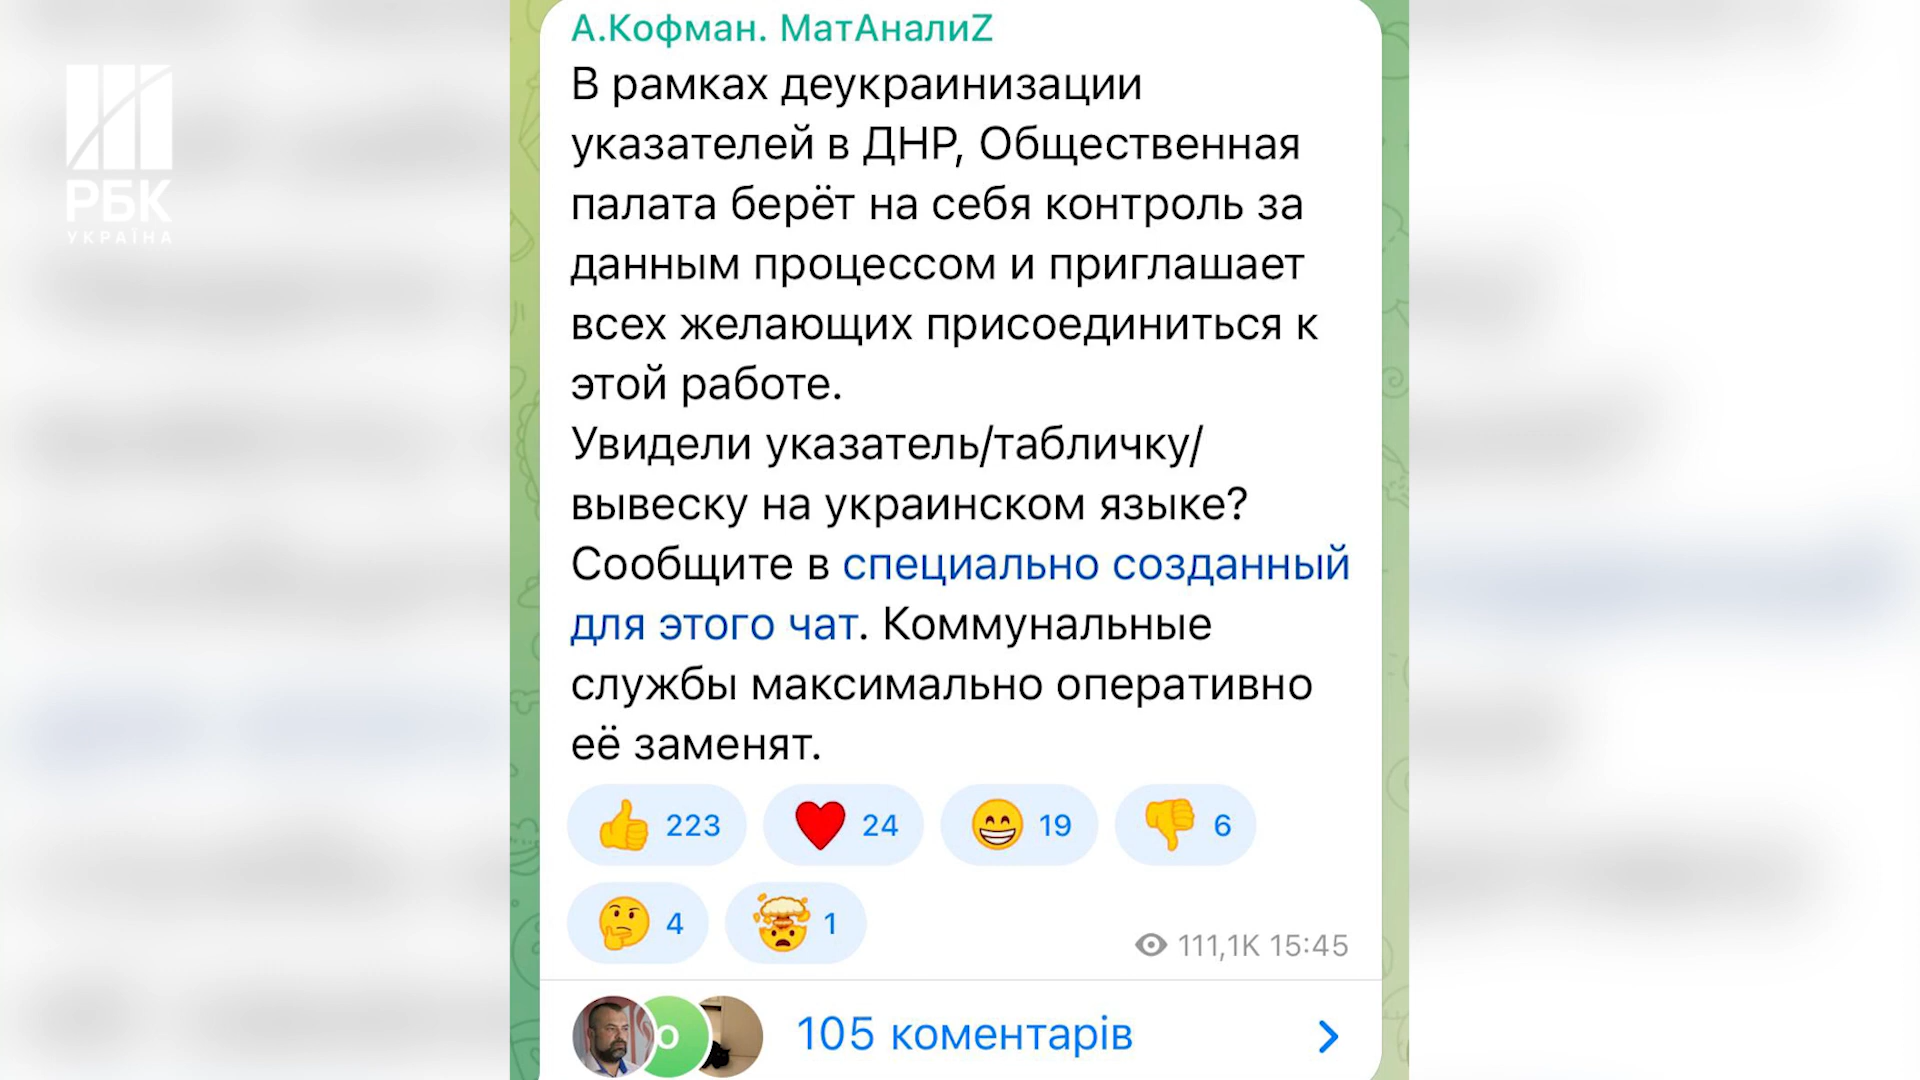 РБК
УКРАЇНА
А.Кофман. МатАналиZ
В рамках деукраинизации
указателей в ДНР, Общественная
палата берёт на себя контроль за
данным процессом и приглашает
всех желающих присоединиться к
этой работе.
Увидели указатель/табличку/
вывеску на украинском языке?
Сообщите в специально созданный
для этого чат. Коммунальные
службы максимально оперативно
её заменят.
223 24 19 6
4 1
111,1K 15:45
О
105 коментарів